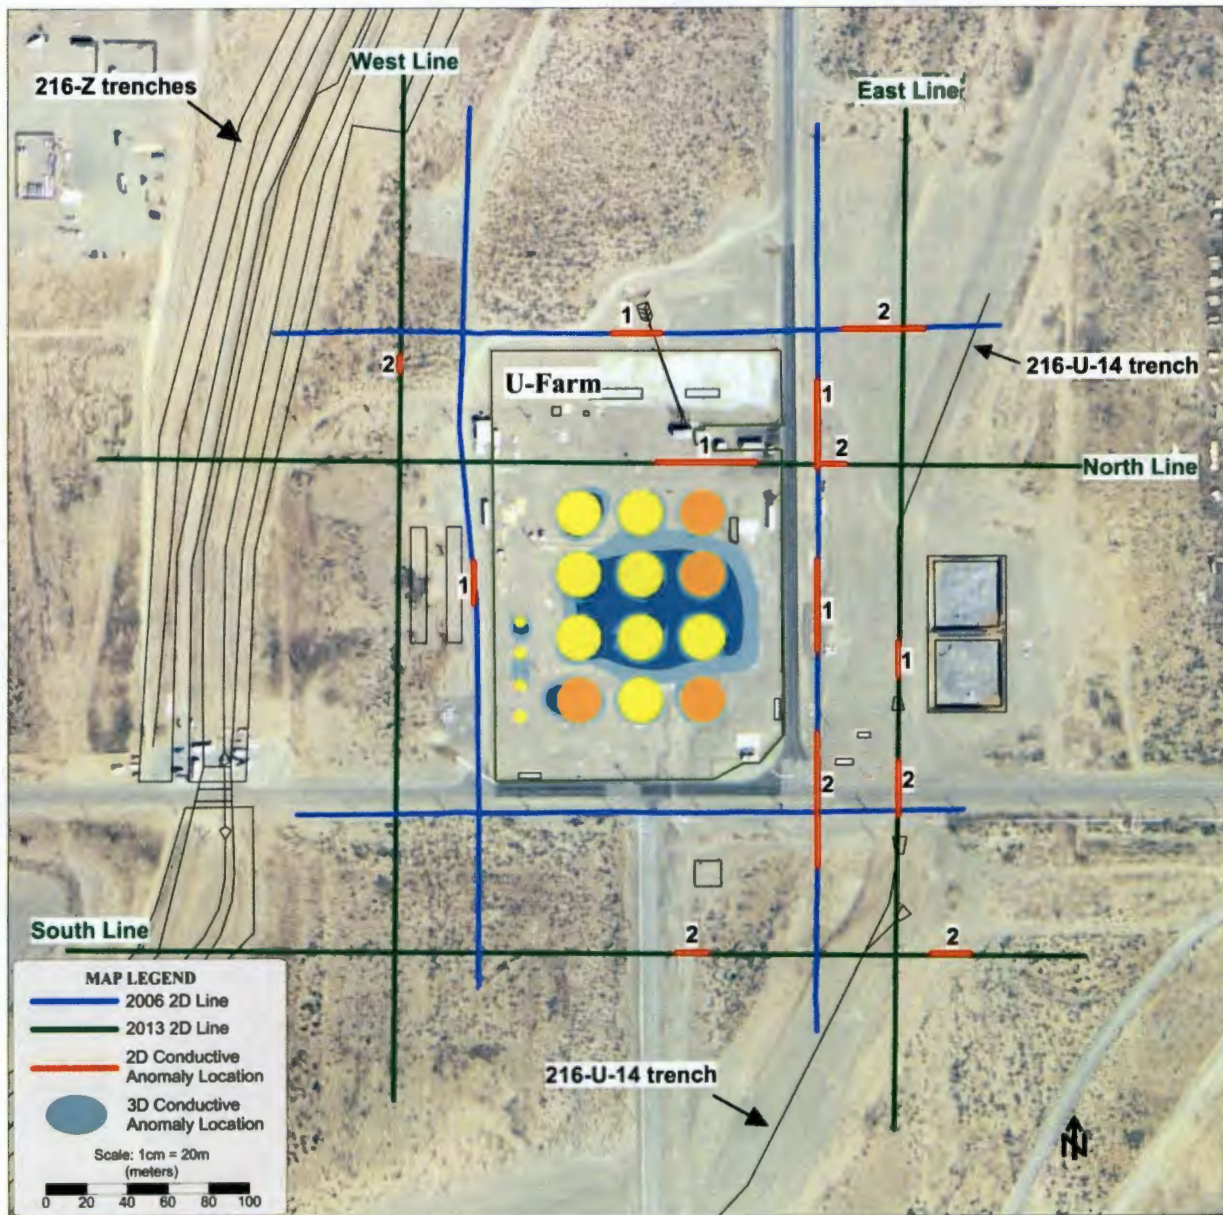 West Line
216-Z trenches
East Line
1
2
2
216-U-14 trench
U-Farm
1
1
2
North Line
1
1
1
2
2
South Line
2
2
MAP LEGEND
2006 2D Line
2013 2D Line
2D Conductive
Anomaly Location
3D Conductive
Anomaly Location
Scale: 1cm = 20m
(meters)
0 20 40 60 80 100
216-U-14 trench
N